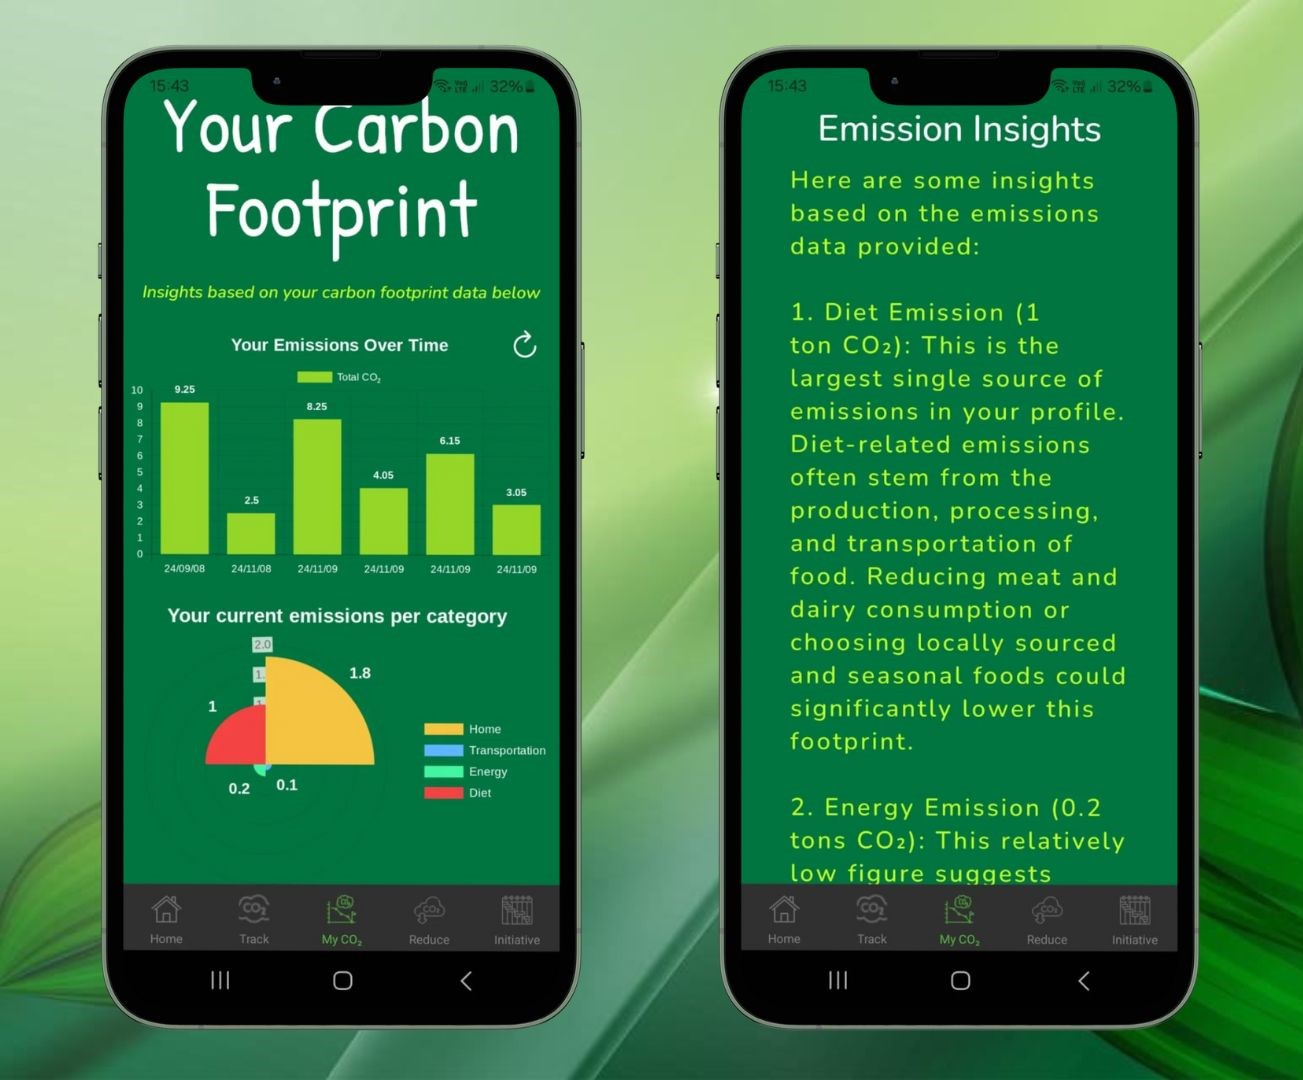 15:43
32%
Your Carbon
Footprint
Insights based on your carbon footprint data below
Your Emissions Over Time
Total CO₂
10
9
8
7
6
5
4
3
2
1
0
9.25
2.5
8.25
4.05
6.15
3.05
24/09/08
24/11/08
24/11/09
24/11/09
24/11/09
24/11/09
Your current emissions per category
2.0
1.8
1
0.2
0.1
Home
Transportation
Energy
Diet
Home
Track
My CO₂
Reduce
Initiative
15:43
32%
Emission Insights
Here are some insights
based on the emissions
data provided:
1. Diet Emission (1
ton CO₂): This is the
largest single source of
emissions in your profile.
Diet-related emissions
often stem from the
production, processing,
and transportation of
food. Reducing meat and
dairy consumption or
choosing locally sourced
and seasonal foods could
significantly lower this
footprint.
2. Energy Emission (0.2
tons CO₂): This relatively
low figure suggests
Home
Track
My CO₂
Reduce
Initiative